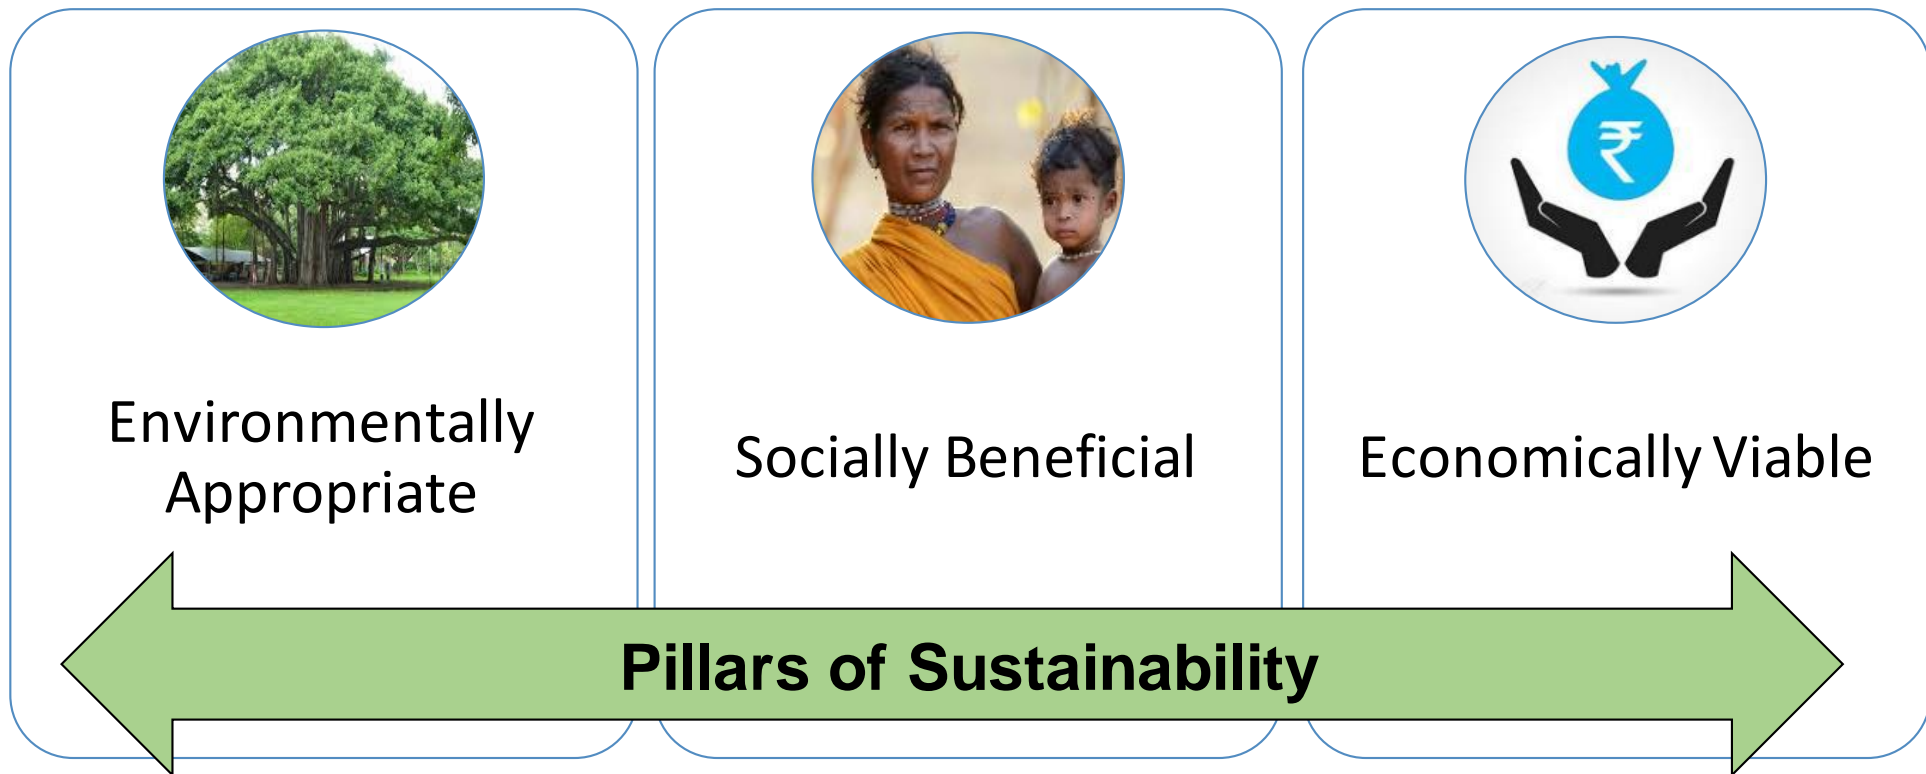 Environmentally
Appropriate
Socially Beneficial
Economically Viable
₹
Pillars of Sustainability